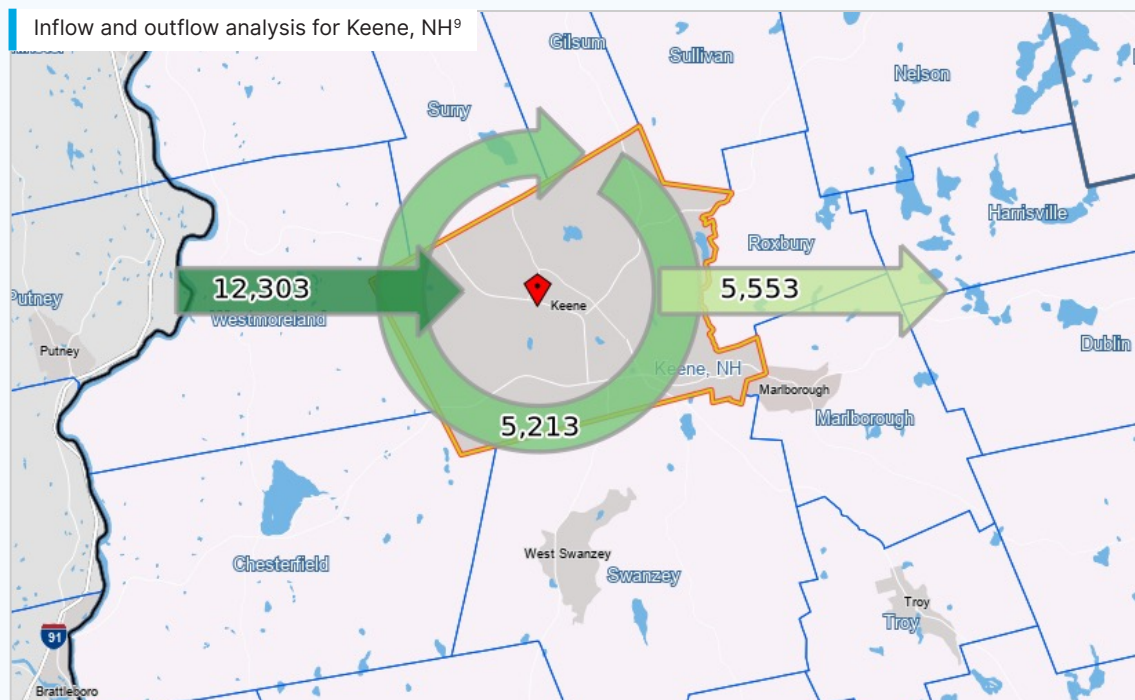 Inflow and outflow analysis for Keene, NH⁹
Gilsum
Sullivan
Nelson
Surry
Harrisville
Roxbury
12,303
5,553
Putney
Westmoreland
Keene
Dublin
Putney
Keene, NH
Marlborough
Marlborough
5,213
West Swanzey
Chesterfield
Swanzey
Troy
Troy
91
Brattleboro